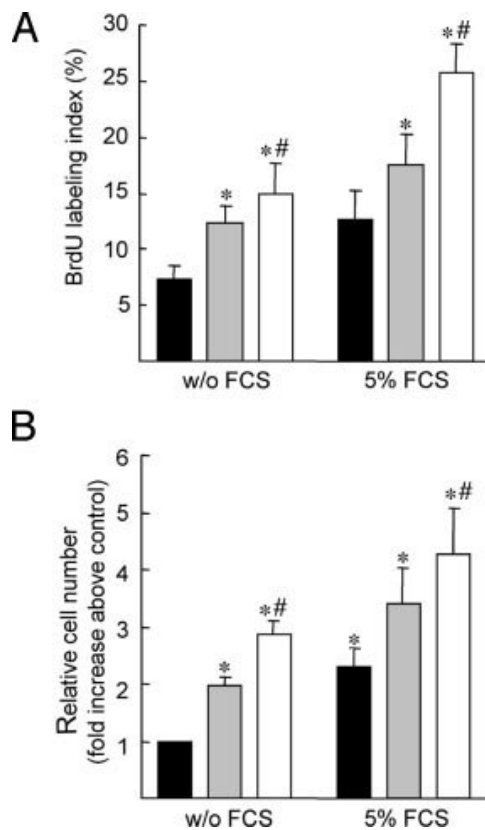 A
BrdU labeling index (%)
30
25
20
15
10
5
*
*#
*
*#
w/o FCS
5% FCS
B
Relative cell number
(fold increase above control)
6
5
4
3
2
1
*
*#
*
*
*#
w/o FCS
5% FCS